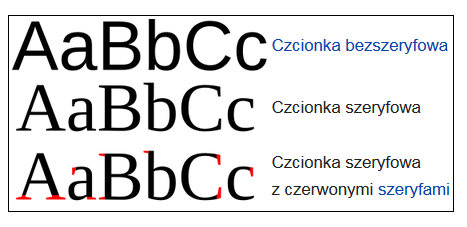 AaBbCc Czcionka bezszeryfowa
AaBbCc Czcionka szeryfowa
AaBbCc Czcionka szeryfowa
z czerwonymi szeryfami